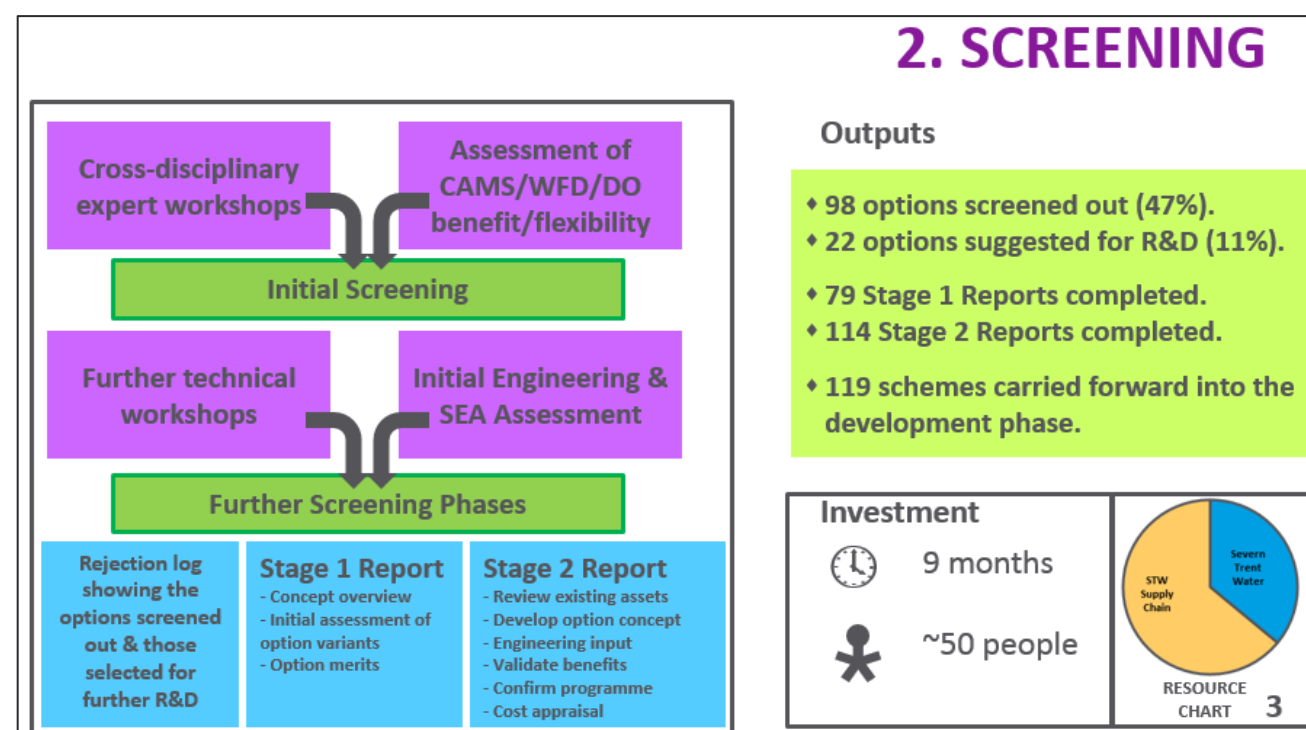 2. SCREENING
Cross-disciplinary
expert workshops
Assessment of
CAMS/WFD/DO
benefit/flexibility
Initial Screening
Further technical
workshops
Initial Engineering &
SEA Assessment
Further Screening Phases
Rejection log
showing the
options screened
out & those
selected for
further R&D
Stage 1 Report
- Concept overview
- Initial assessment of
option variants
- Option merits
Stage 2 Report
- Review existing assets
- Develop option concept
- Engineering input
- Validate benefits
- Confirm programme
- Cost appraisal
Outputs
♦ 98 options screened out (47%).
♦ 22 options suggested for R&D (11%).
♦ 79 Stage 1 Reports completed.
♦ 114 Stage 2 Reports completed.
♦ 119 schemes carried forward into the
development phase.
Investment
9 months
~50 people
STW
Supply
Chain
Severn
Trent
Water
RESOURCE
CHART
3